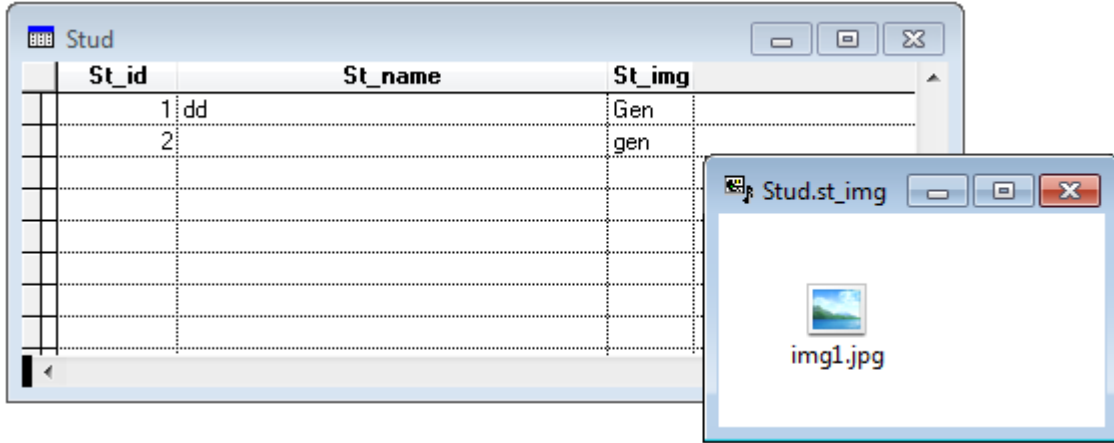 Stud
St_id St_name St_img
1 dd Gen
2 gen
Stud.st_img
img1.jpg